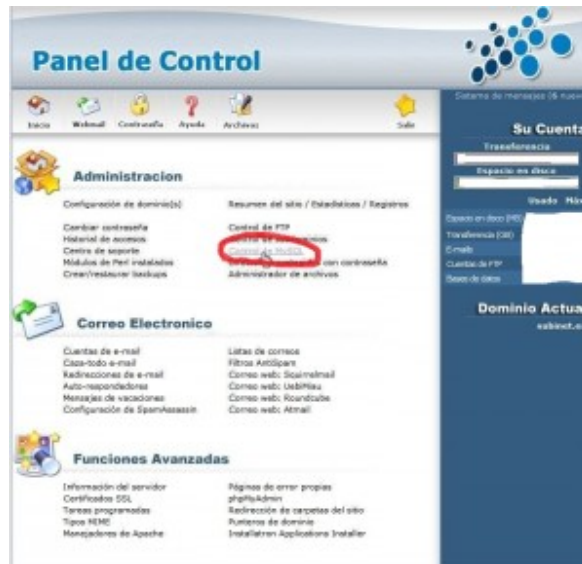 Panel de Control
Inicio
Webmail
Contraseña
Ayuda
Archivos
Salir
Administracion
Configuración de dominio(s)
Resumen del sitio / Estadísticas / Registros
Cambiar contraseña
Control de FTP
Historial de accesos
Centro de soporte
Control de MySQL
Módulos de Perl instalados
con contraseña
Crear/restaurar backups
Administrador de archivos
Correo Electronico
Cuentas de e-mail
Listas de correos
Caza-todo e-mail
Filtros AntiSpam
Redirecciones de e-mail
Correo web: Squirrelmail
Auto-respondedores
Correo web: UebiMiau
Mensajes de vacaciones
Correo web: Roundcube
Configuración de SpamAssassin
Correo web: Atmail
Funciones Avanzadas
Información del servidor
Páginas de error propias
Certificados SSL
phpMyAdmin
Tareas programadas
Redirección de carpetas del sitio
Tipos MIME
Punteros de dominio
Manejadores de Apache
Installatron Applications Installer
Sistema de mensajes
Su Cuenta
Transferencia
Espacio en disco
Usado Máx
Espacio en disco (MB)
Transferencia (GB)
E-mails
Cuentas de FTP
Bases de datos
Dominio Actua